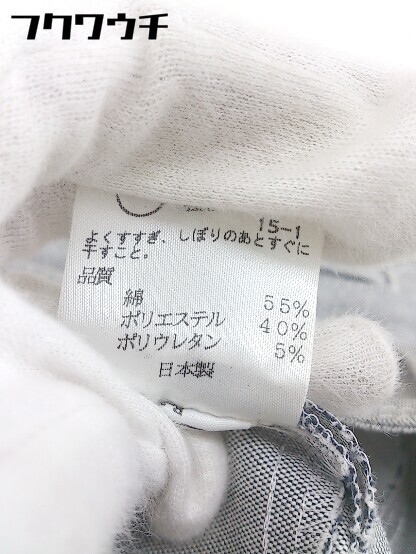 フクワウチ
15-1
よくすすぎ、しぼりのあとすぐに
干すこと。
品質
綿 55%
ポリエステル 40%
ポリウレタン 5%
日本製